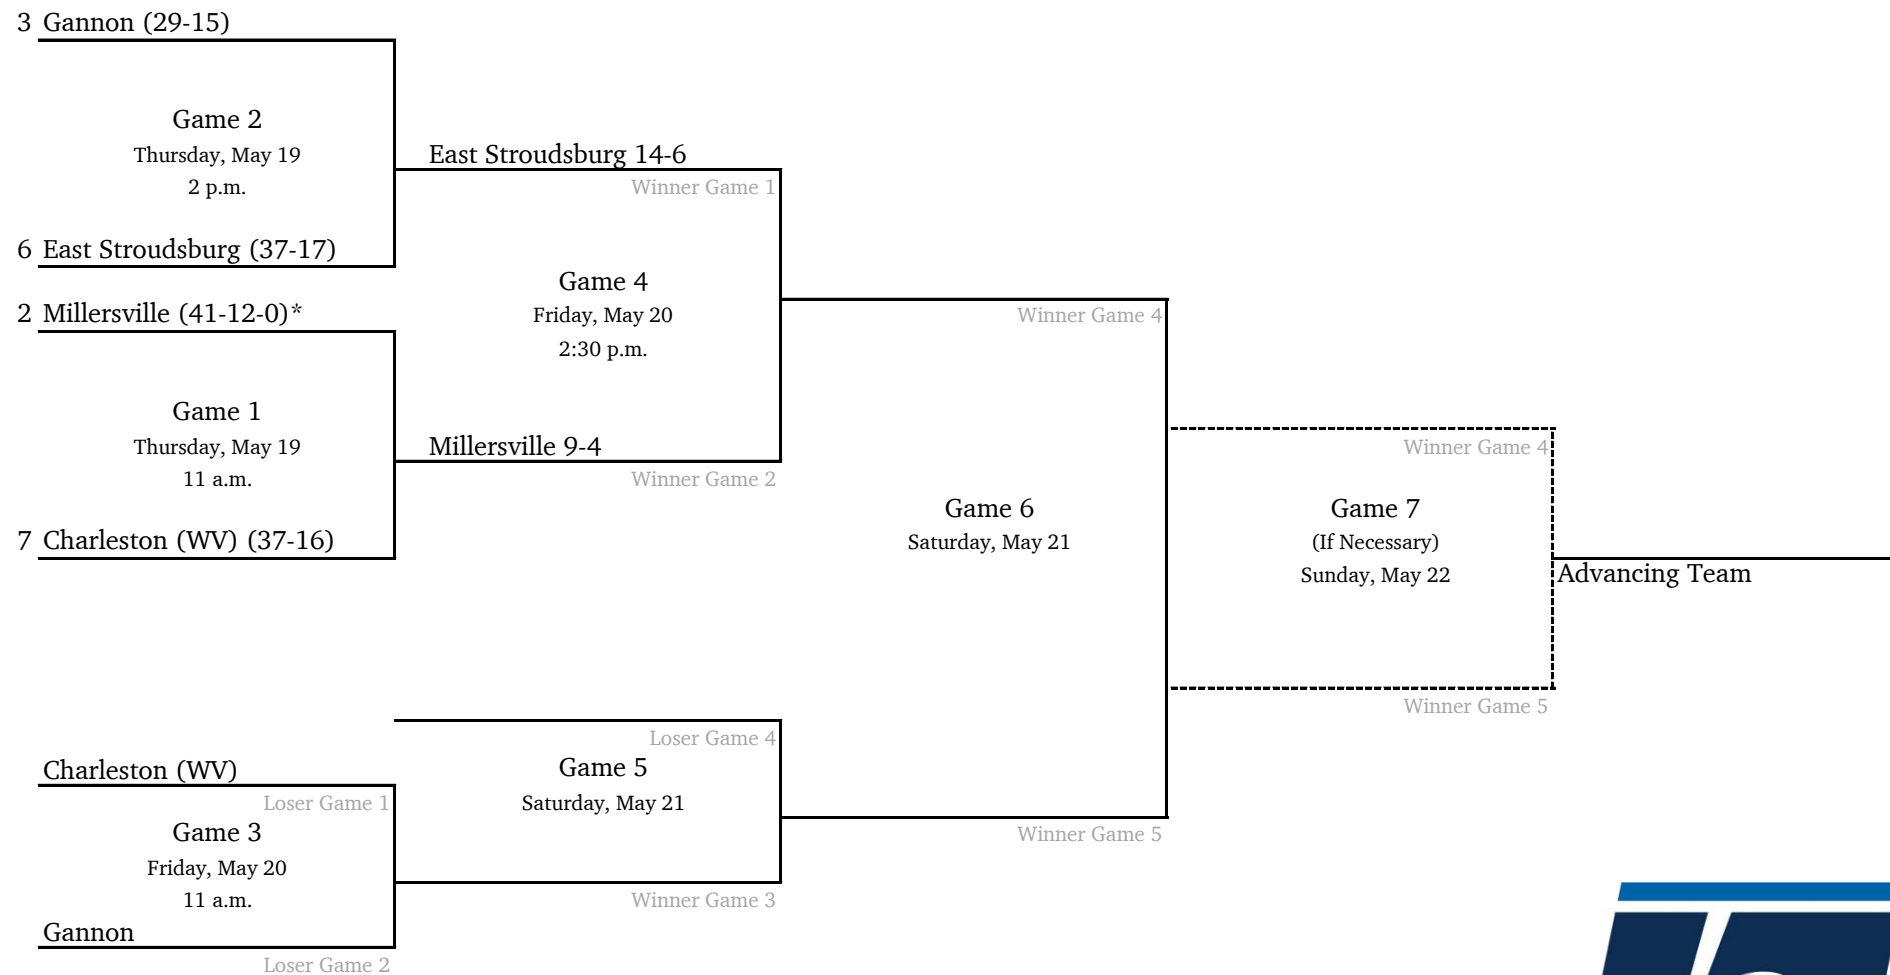 3 Gannon (29-15)
Game 2
Thursday, May 19
2 p.m.
East Stroudsburg 14-6
Winner Game 1
6 East Stroudsburg (37-17)
Game 4
Friday, May 20
2:30 p.m.
2 Millersville (41-12-0)*
Winner Game 4
Game 1
Thursday, May 19
11 a.m.
Millersville 9-4
Winner Game 2
7 Charleston (WV) (37-16)
Game 6
Saturday, May 21
Winner Game 4
Game 7
(If Necessary)
Sunday, May 22
Advancing Team
Winner Game 5
Loser Game 4
Game 5
Saturday, May 21
Charleston (WV)
Loser Game 1
Game 3
Friday, May 20
11 a.m.
Gannon
Loser Game 2
Winner Game 3
Winner Game 5